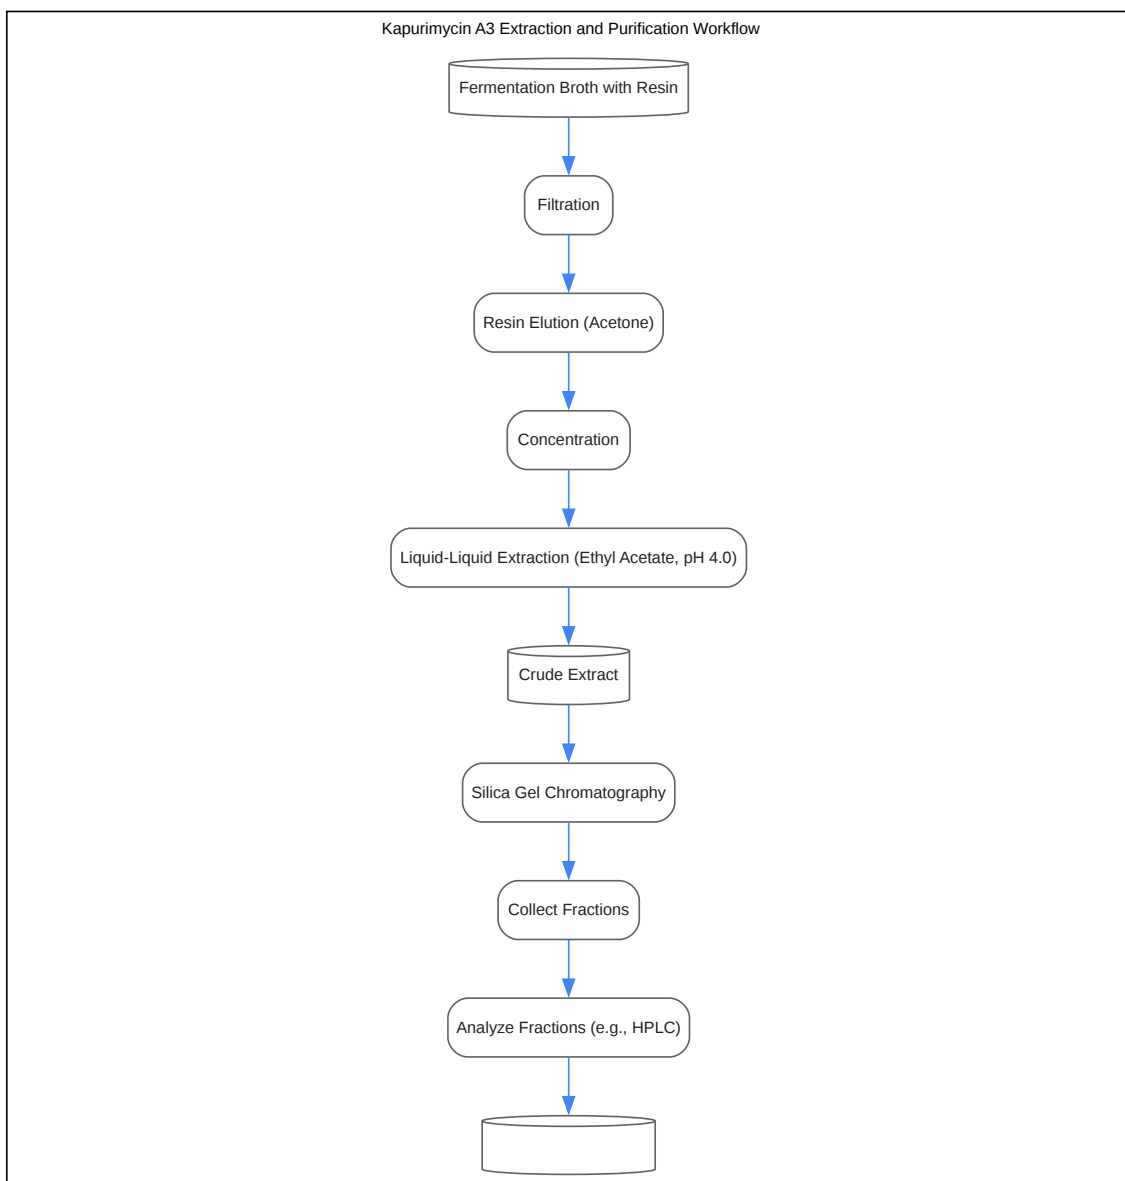 Kapurimycin A3 Extraction and Purification Workflow
Fermentation Broth with Resin
Filtration
Resin Elution (Acetone)
Concentration
Liquid-Liquid Extraction (Ethyl Acetate, pH 4.0)
Crude Extract
Silica Gel Chromatography
Collect Fractions
Analyze Fractions (e.g., HPLC)